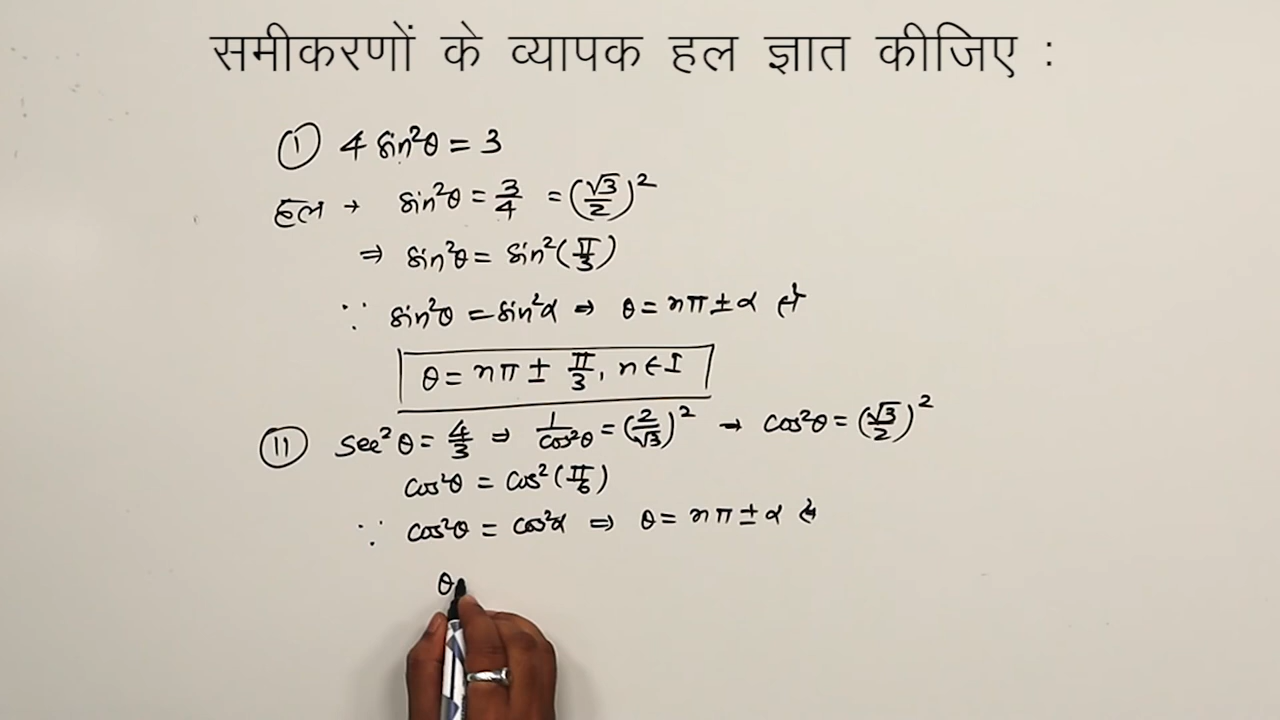 समीकरणों के व्यापक हल ज्ञात कीजिए :
① 4 sin²θ = 3
हल → sin²θ = 3/4 = (√3/2)²
⇒ sin²θ = sin²(π/3)
∵ sin²θ = sin²α ⇒ θ = nπ ± α से
θ = nπ ± π/3, n ∈ I
⑪ sec²θ = 4/3 ⇒ 1/cos²θ = (2/√3)² → cos²θ = (√3/2)²
cos²θ = cos²(π/6)
∵ cos²θ = cos²α ⇒ θ = nπ ± α से
θ